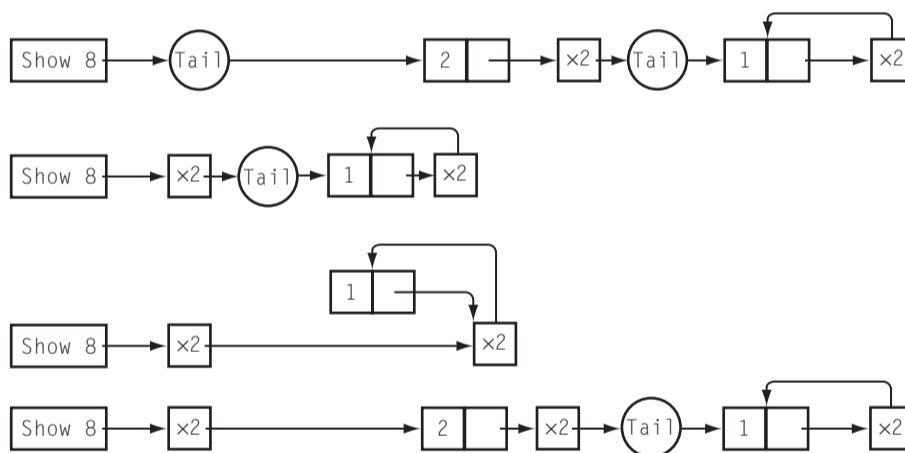 Show 8 Tail 2 ×2 Tail 1 ×2
Show 8 ×2 Tail 1 ×2
1
Show 8 ×2 ×2
Show 8 ×2 2 ×2 Tail 1 ×2